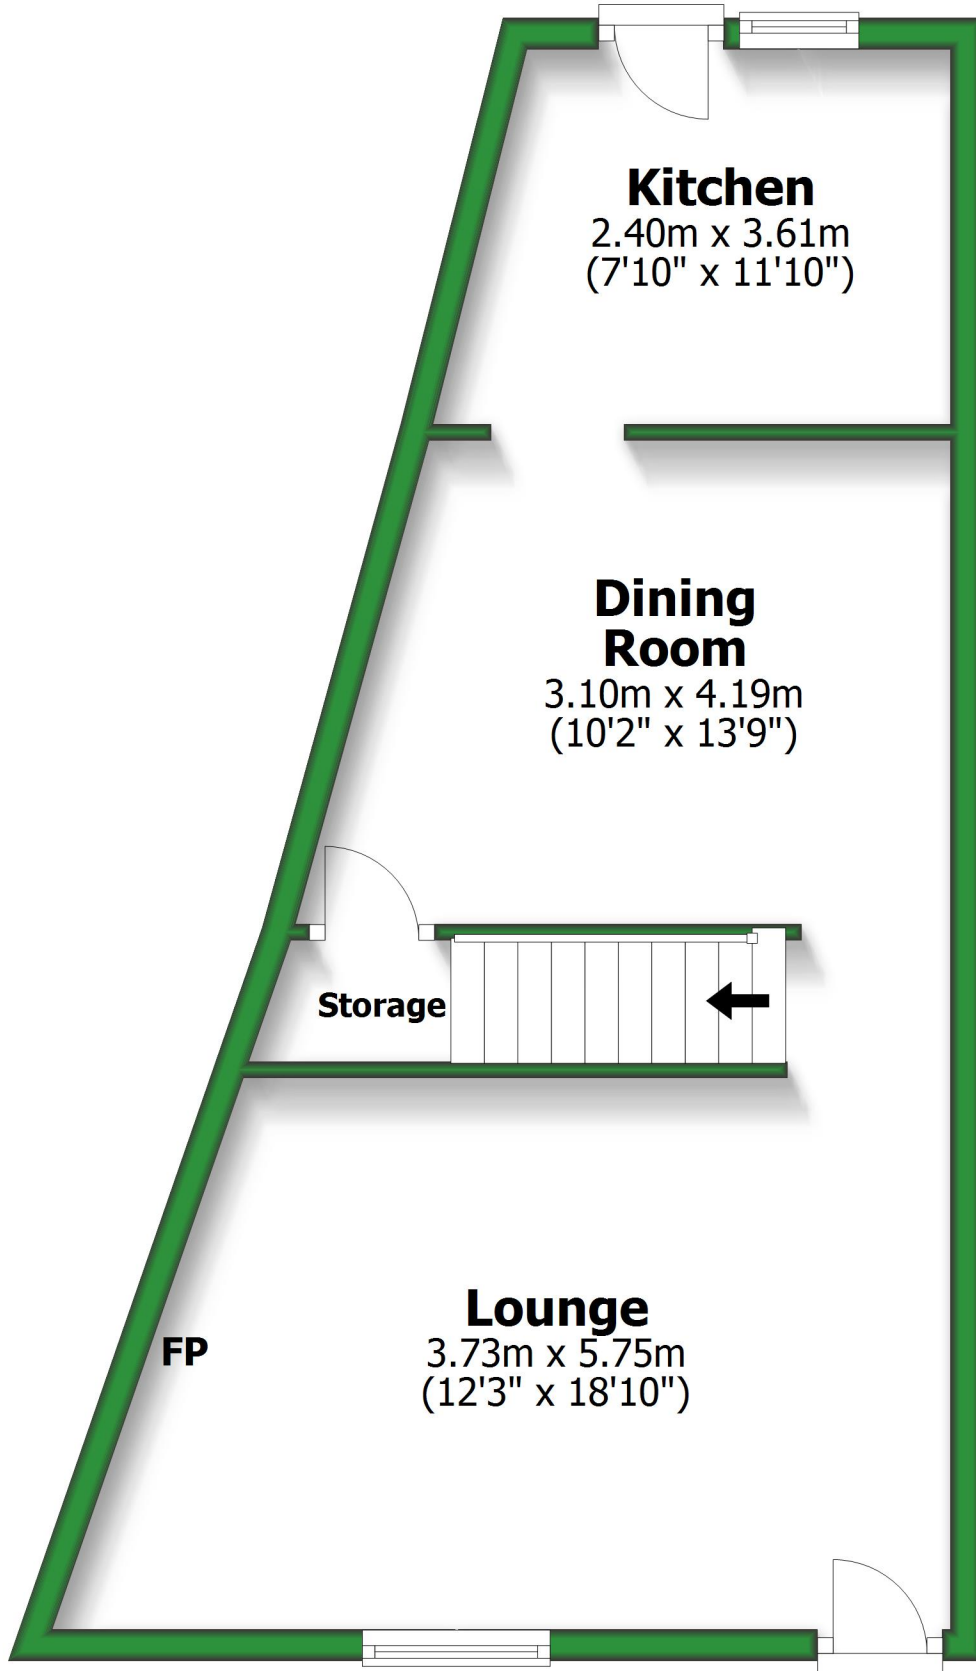 Kitchen
2.40m x 3.61m
(7'10" x 11'10")
Dining
Room
3.10m x 4.19m
(10'2" x 13'9")
Storage
Lounge
3.73m x 5.75m
(12'3" x 18'10")
FP